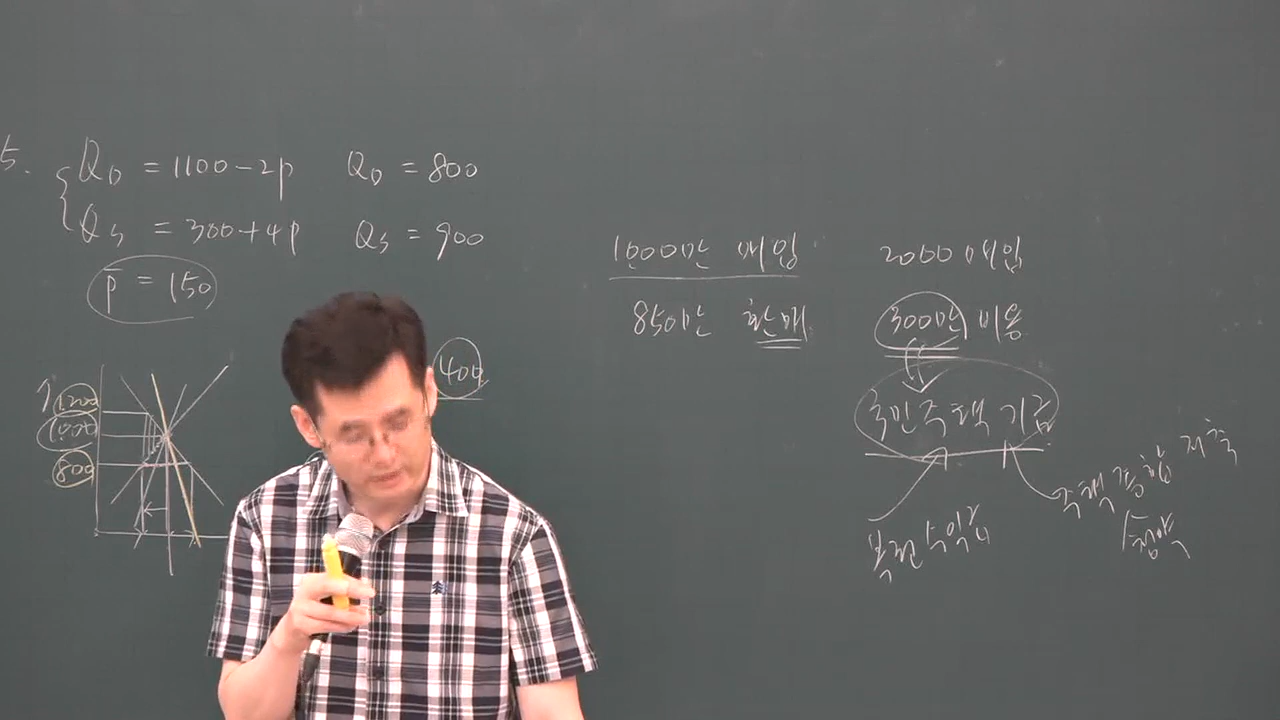 5. Q_D = 1100-2P Q_D = 800
Q_S = 300+4P Q_S = 900
P̄ = 150
400
1200
1000
800
1000만 매입
850만 판매
2000 매입
300만 비용
국민주택 기금
복권 수익금
주택 종합 저축
청약